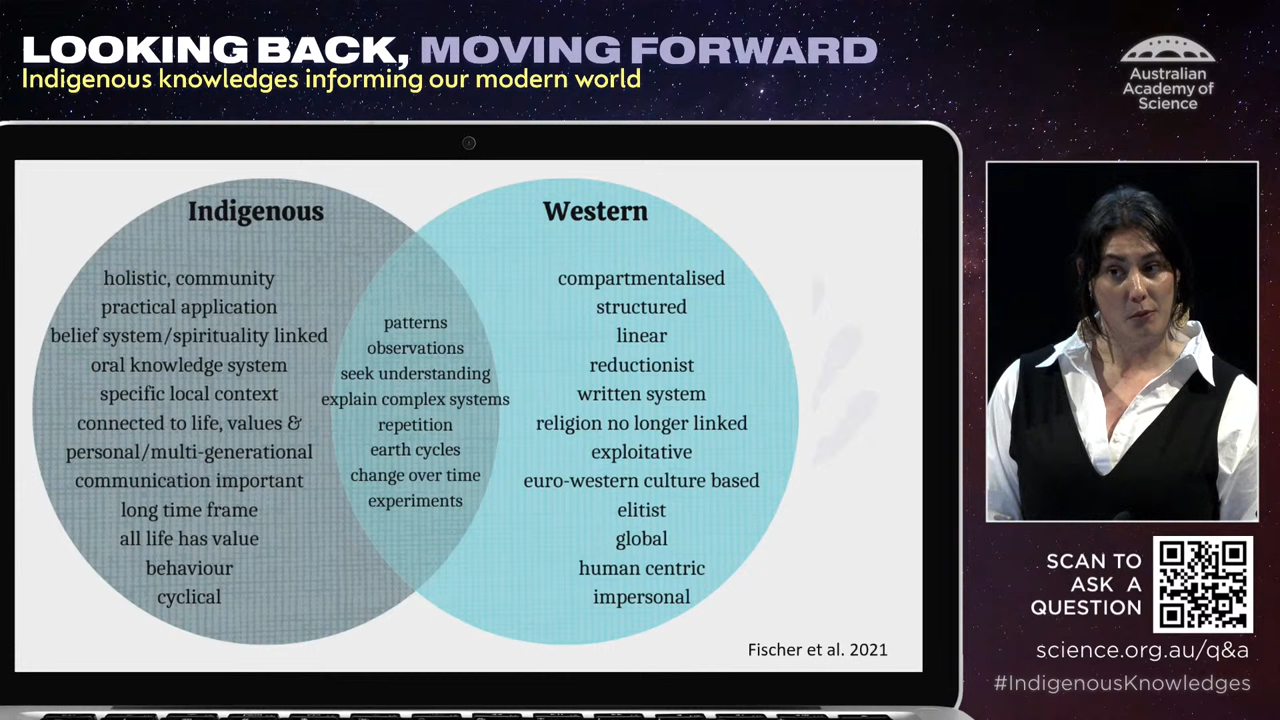 LOOKING BACK, MOVING FORWARD
Indigenous knowledges informing our modern world
Australian
Academy of
Science
Indigenous
holistic, community
practical application
belief system/spirituality linked
oral knowledge system
specific local context
connected to life, values &
personal/multi-generational
communication important
long time frame
all life has value
behaviour
cyclical
patterns
observations
seek understanding
explain complex systems
repetition
earth cycles
change over time
experiments
Western
compartmentalised
structured
linear
reductionist
written system
religion no longer linked
exploitative
euro-western culture based
elitist
global
human centric
impersonal
Fischer et al. 2021
SCAN TO
ASK A
QUESTION
science.org.au/q&a
#IndigenousKnowledges